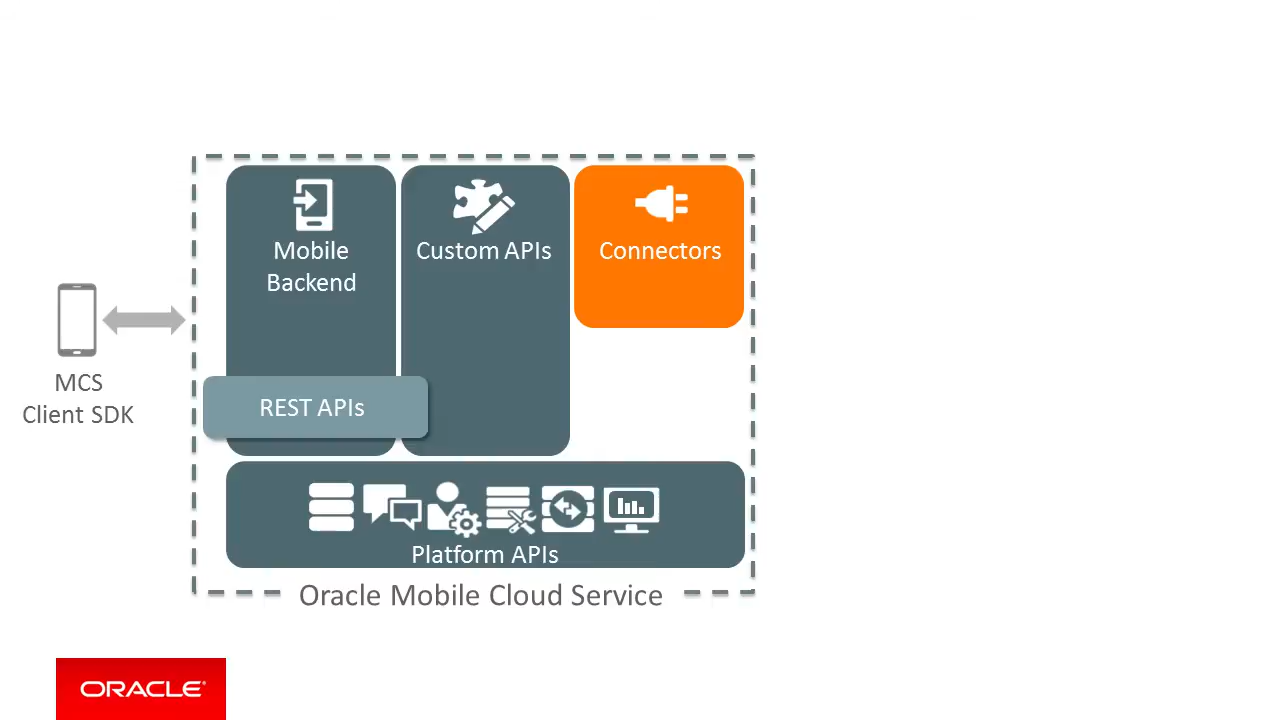 Mobile
Backend
Custom APIs
Connectors
MCS
Client SDK
REST APIs
Platform APIs
Oracle Mobile Cloud Service
ORACLE®